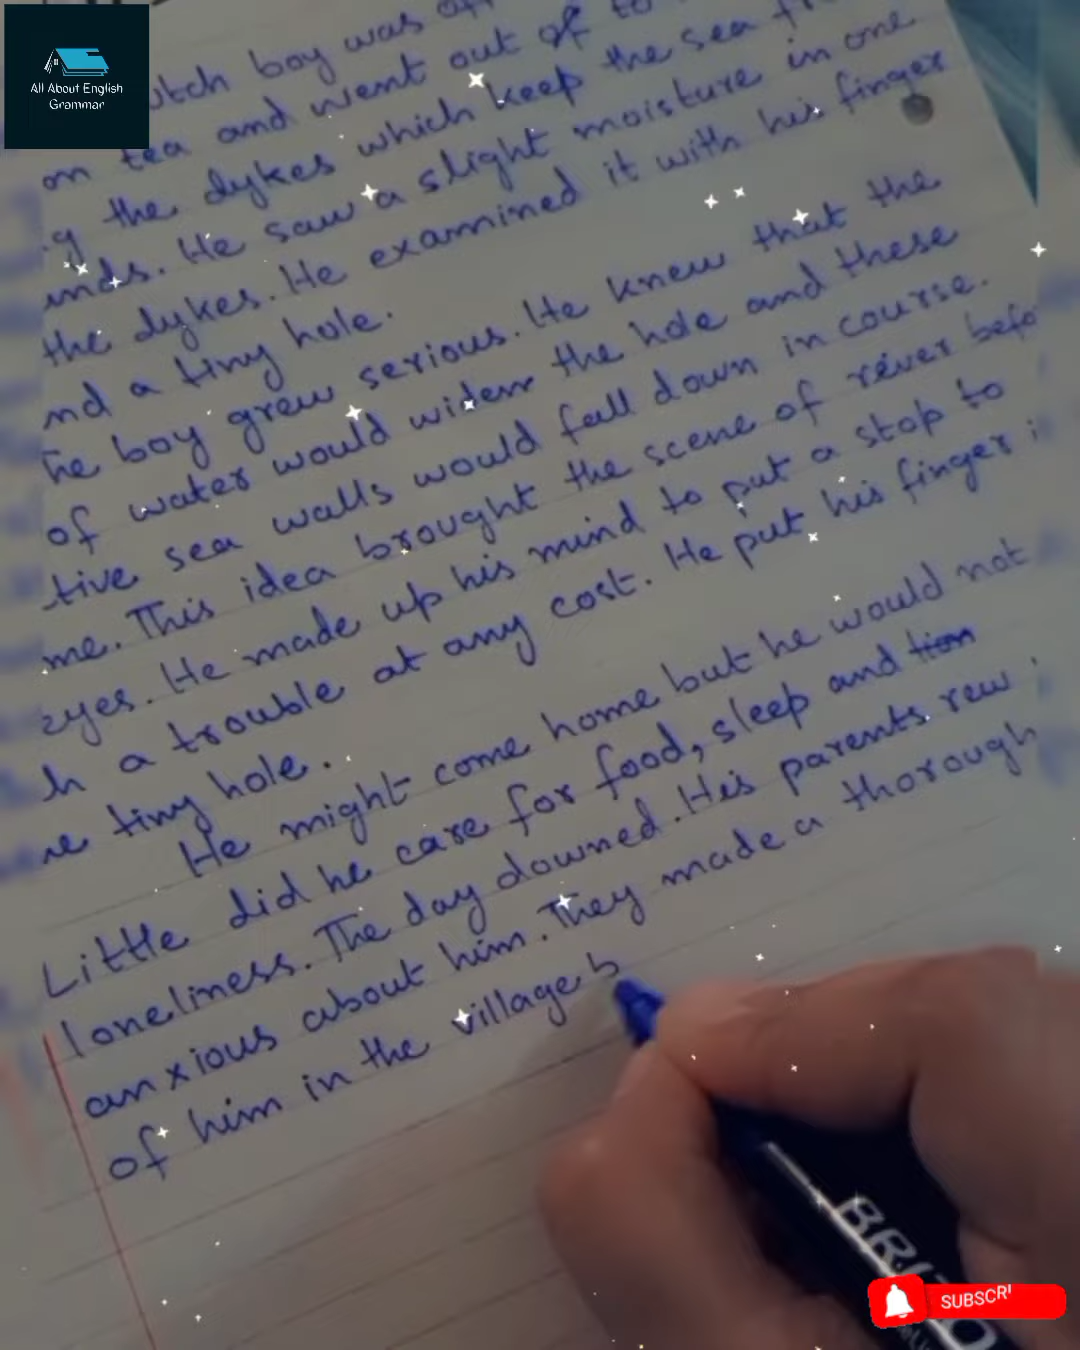 All About English
Grammar
boy was
on tea and went out of to
the dykes which keep the sea
He saw a slight moisture in one
the dykes. He examined it with his finger
nd a tiny hole.
he boy grew serious. He knew that the
of water would widen the hole and these
tive sea walls would fall down in course.
me. This idea brought the scene of river befo
eyes. He made up his mind to put a stop to
h a trouble at any cost. He put his finger i
tiny hole.
He might come home but he would not
Little did he care for food, sleep and
loneliness. The day downed. His parents rew
anxious about him. They made a thorough
of him in the village b
BRI
SUBSCRI